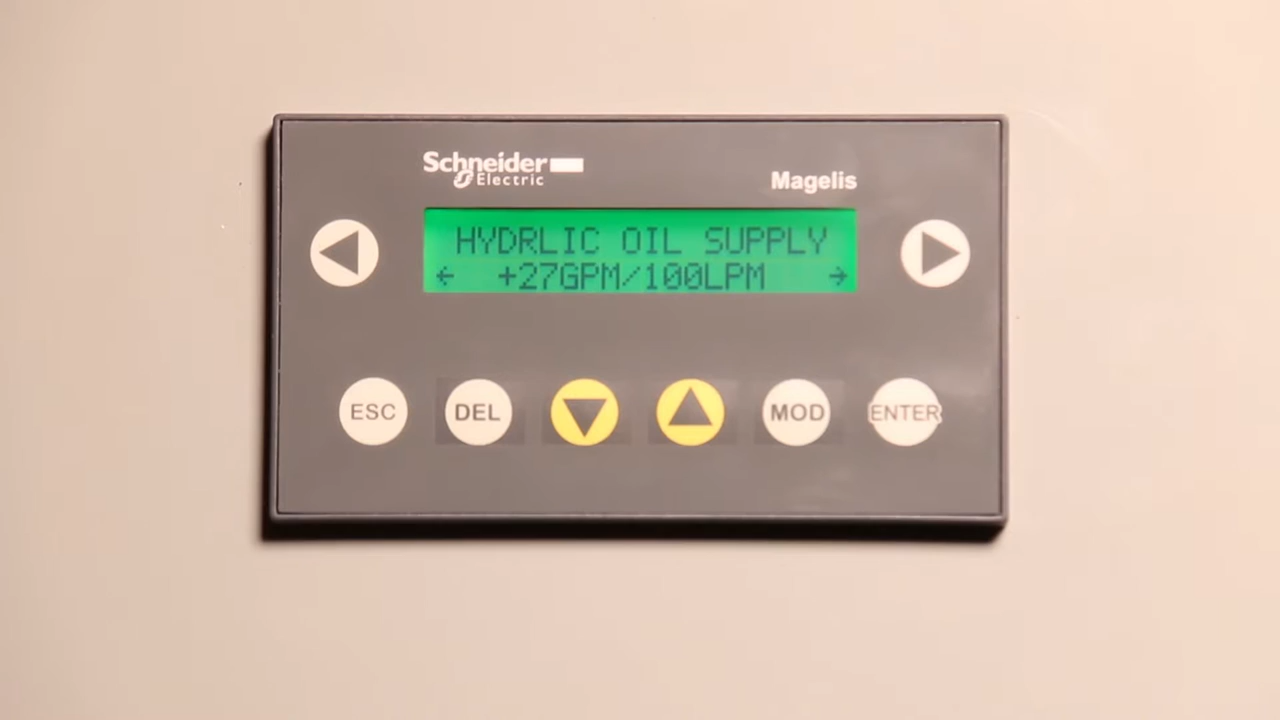 Schneider
Electric
Magelis
HYDRLIC OIL SUPPLY
← +27GPM/100LPM →
ESC DEL MOD ENTER